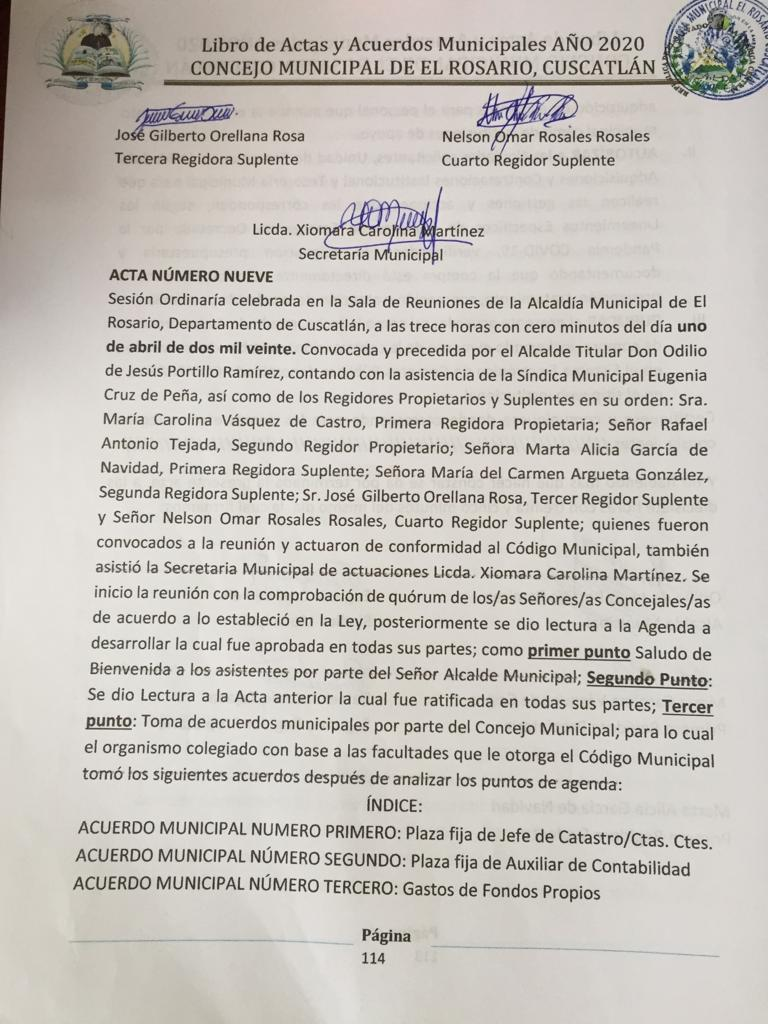 Libro de Actas y Acuerdos Municipales AÑO 2020
CONCEJO MUNICIPAL DE EL ROSARIO, CUSCATLÁN
José Gilberto Orellana Rosa
Nelson Omar Rosales Rosales
Tercera Regidora Suplente
Cuarto Regidor Suplente
Licda. Xiomara Carolina Martínez
Secretaría Municipal
ACTA NÚMERO NUEVE
Sesión Ordinaría celebrada en la Sala de Reuniones de la Alcaldía Municipal de El
Rosario, Departamento de Cuscatlán, a las trece horas con cero minutos del día uno
de abril de dos mil veinte. Convocada y precedida por el Alcalde Titular Don Odilio
de Jesús Portillo Ramírez, contando con la asistencia de la Síndica Municipal Eugenia
Cruz de Peña, así como de los Regidores Propietarios y Suplentes en su orden: Sra.
María Carolina Vásquez de Castro, Primera Regidora Propietaria; Señor Rafael
Antonio Tejada, Segundo Regidor Propietario; Señora Marta Alicia García de
Navidad, Primera Regidora Suplente; Señora María del Carmen Argueta González,
Segunda Regidora Suplente; Sr. José Gilberto Orellana Rosa, Tercer Regidor Suplente
y Señor Nelson Omar Rosales Rosales, Cuarto Regidor Suplente; quienes fueron
convocados a la reunión y actuaron de conformidad al Código Municipal, también
asistió la Secretaria Municipal de actuaciones Licda. Xiomara Carolina Martínez. Se
inicio la reunión con la comprobación de quórum de los/as Señores/as Concejales/as
de acuerdo a lo estableció en la Ley, posteriormente se dio lectura a la Agenda a
desarrollar la cual fue aprobada en todas sus partes; como primer punto Saludo de
Bienvenida a los asistentes por parte del Señor Alcalde Municipal; Segundo Punto:
Se dio Lectura a la Acta anterior la cual fue ratificada en todas sus partes; Tercer
punto: Toma de acuerdos municipales por parte del Concejo Municipal; para lo cual
el organismo colegiado con base a las facultades que le otorga el Código Municipal
tomó los siguientes acuerdos después de analizar los puntos de agenda:
ÍNDICE:
ACUERDO MUNICIPAL NUMERO PRIMERO: Plaza fija de Jefe de Catastro/Ctas. Ctes.
ACUERDO MUNICIPAL NÚMERO SEGUNDO: Plaza fija de Auxiliar de Contabilidad
ACUERDO MUNICIPAL NÚMERO TERCERO: Gastos de Fondos Propios
Página
114